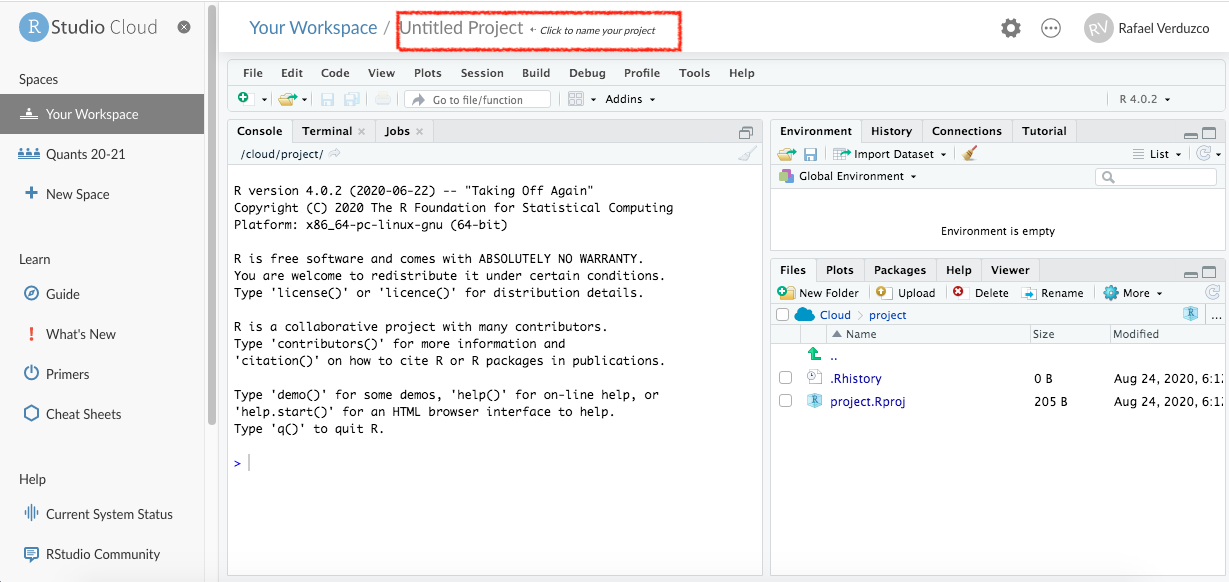 R Studio Cloud
Your Workspace / Untitled Project ← Click to name your project
RV Rafael Verduzco
Spaces
Your Workspace
Quants 20-21
New Space
Learn
Guide
What's New
Primers
Cheat Sheets
Help
Current System Status
RStudio Community
File Edit Code View Plots Session Build Debug Profile Tools Help
Go to file/function Addins R 4.0.2
Console Terminal Jobs
/cloud/project/
R version 4.0.2 (2020-06-22) -- "Taking Off Again"
Copyright (C) 2020 The R Foundation for Statistical Computing
Platform: x86_64-pc-linux-gnu (64-bit)
R is free software and comes with ABSOLUTELY NO WARRANTY.
You are welcome to redistribute it under certain conditions.
Type 'license()' or 'licence()' for distribution details.
R is a collaborative project with many contributors.
Type 'contributors()' for more information and
'citation()' on how to cite R or R packages in publications.
Type 'demo()' for some demos, 'help()' for on-line help, or
'help.start()' for an HTML browser interface to help.
Type 'q()' to quit R.
>
Environment History Connections Tutorial
Import Dataset List
Global Environment
Environment is empty
Files Plots Packages Help Viewer
New Folder Upload Delete Rename More
Cloud project R ...
Name Size Modified
..
.Rhistory 0 B Aug 24, 2020, 6:1
project.Rproj 205 B Aug 24, 2020, 6:1